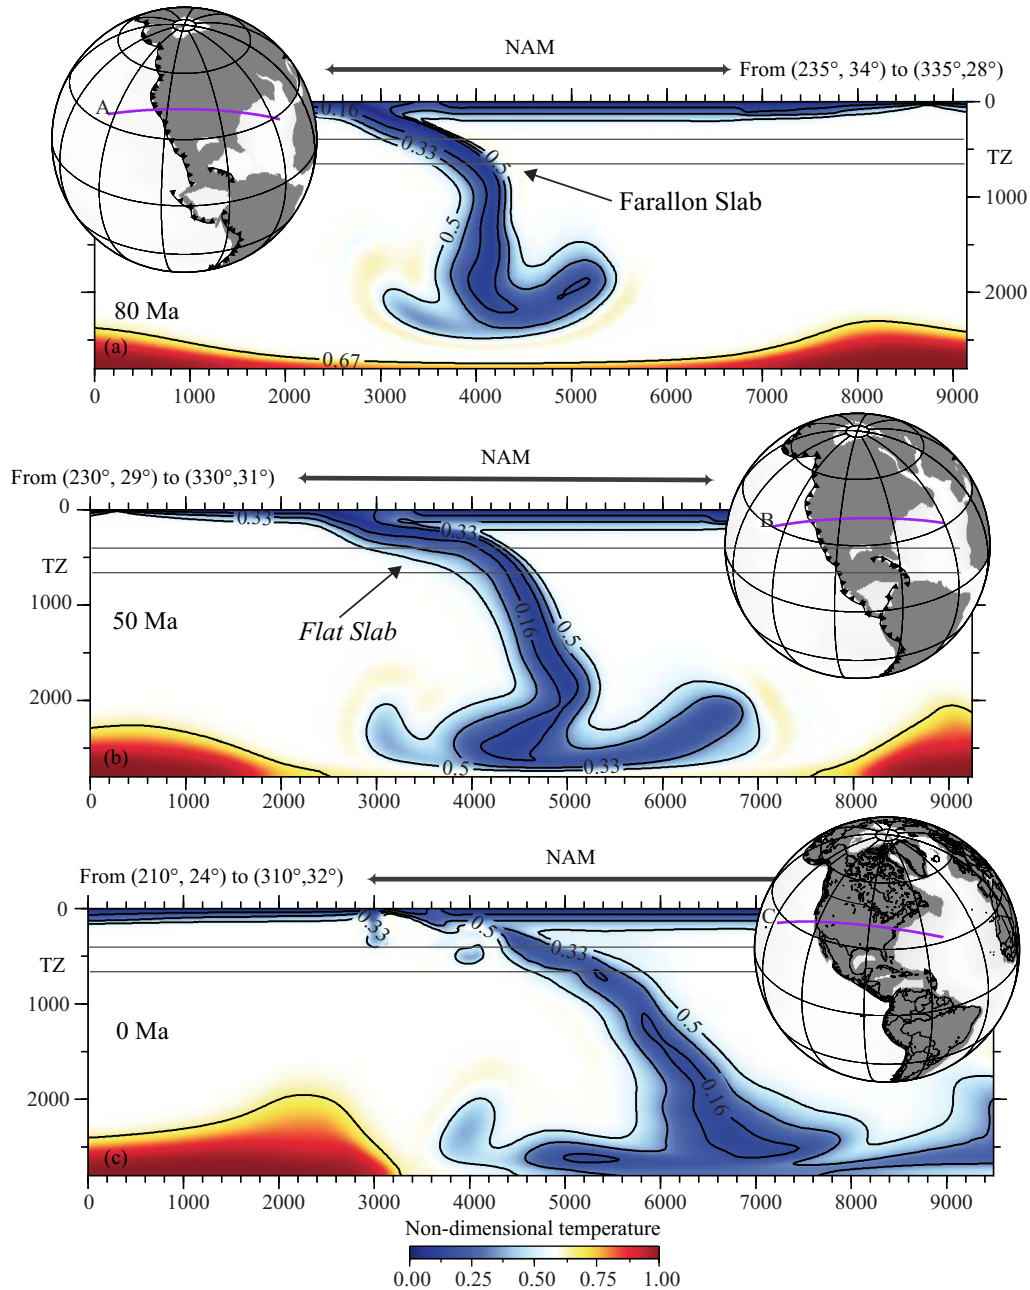 NAM
From (235°, 34°) to (335°,28°)
A
0.16
0
0.33
0.5
TZ
1000
Farallon Slab
0.5
2000
80 Ma
(a)
0.67
0 1000 2000 3000 4000 5000 6000 7000 8000 9000
From (230°, 29°) to (330°,31°)
NAM
0
0.33
0.33
B
TZ
1000
50 Ma
Flat Slab
0.16
0.5
2000
(b)
0.5
0.33
0 1000 2000 3000 4000 5000 6000 7000 8000 9000
From (210°, 24°) to (310°,32°)
NAM
0
0.33
0.5
C
0.33
TZ
1000
0 Ma
0.5
0.16
2000
(c)
0 1000 2000 3000 4000 5000 6000 7000 8000 9000
Non-dimensional temperature
0.00 0.25 0.50 0.75 1.00